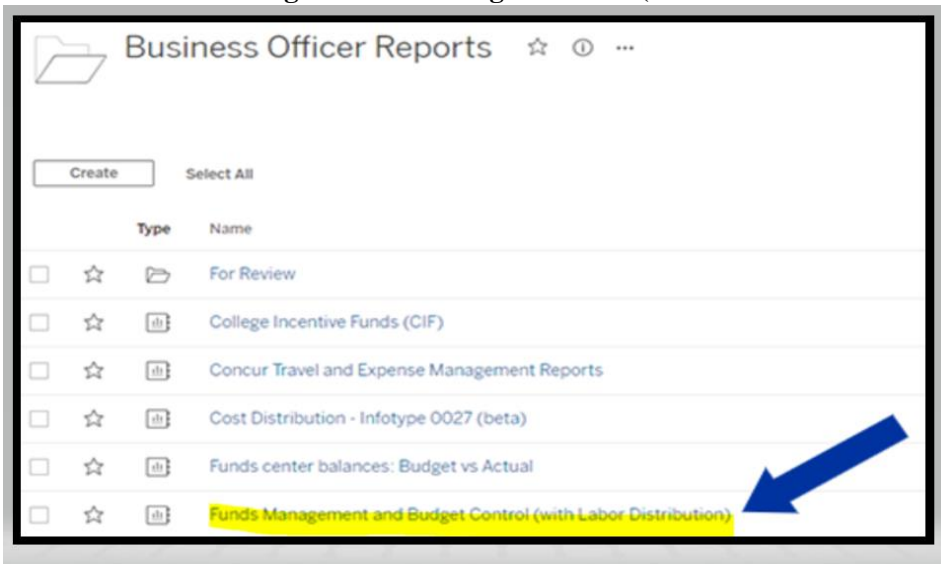 Business Officer Reports
Create Select All
Type Name
For Review
College Incentive Funds (CIF)
Concur Travel and Expense Management Reports
Cost Distribution - Infotype 0027 (beta)
Funds center balances: Budget vs Actual
Funds Management and Budget Control (with Labor Distribution)